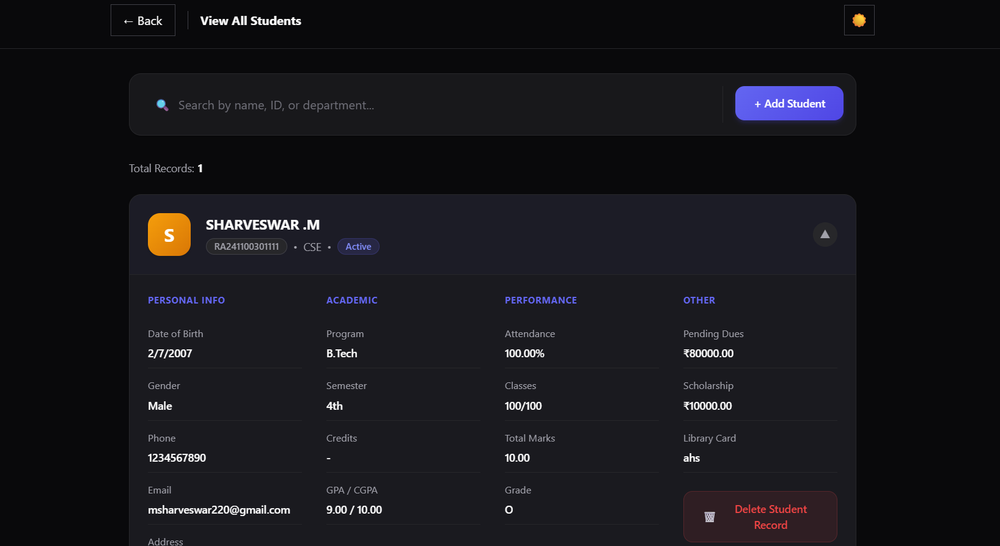 ← Back
View All Students
Search by name, ID, or department...
+ Add Student
Total Records: 1
S
SHARVESWAR .M
RA241100301111 • CSE • Active
▲
PERSONAL INFO
Date of Birth
2/7/2007
Gender
Male
Phone
1234567890
Email
msharveswar220@gmail.com
Address
ACADEMIC
Program
B.Tech
Semester
4th
Credits
-
GPA / CGPA
9.00 / 10.00
PERFORMANCE
Attendance
100.00%
Classes
100/100
Total Marks
10.00
Grade
O
OTHER
Pending Dues
₹80000.00
Scholarship
₹10000.00
Library Card
ahs
Delete Student
Record